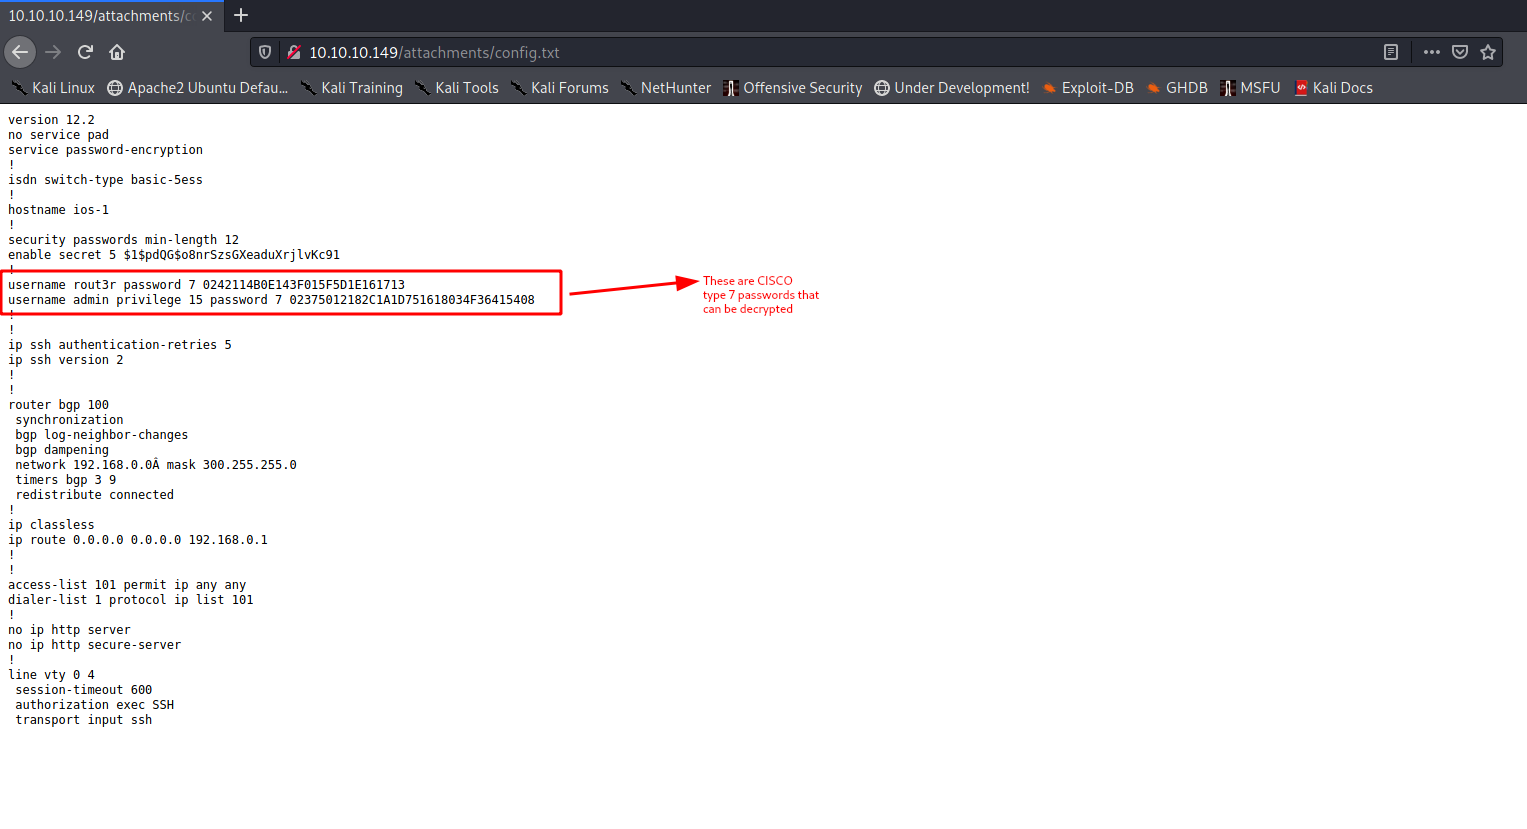 10.10.10.149/attachments/co
10.10.10.149/attachments/config.txt
Kali Linux
Apache2 Ubuntu Defau...
Kali Training
Kali Tools
Kali Forums
NetHunter
Offensive Security
Under Development!
Exploit-DB
GHDB
MSFU
Kali Docs
version 12.2
no service pad
service password-encryption
!
isdn switch-type basic-5ess
!
hostname ios-1
!
security passwords min-length 12
enable secret 5 $1$pdQG$o8nrSzsGXeaduXrjlvKc91
!
username rout3r password 7 0242114B0E143F015F5D1E161713
username admin privilege 15 password 7 02375012182C1A1D751618034F36415408
These are CISCO
type 7 passwords that
can be decrypted
!
!
ip ssh authentication-retries 5
ip ssh version 2
!
!
router bgp 100
synchronization
bgp log-neighbor-changes
bgp dampening
network 192.168.0.0Â mask 300.255.255.0
timers bgp 3 9
redistribute connected
!
ip classless
ip route 0.0.0.0 0.0.0.0 192.168.0.1
!
!
access-list 101 permit ip any any
dialer-list 1 protocol ip list 101
!
no ip http server
no ip http secure-server
!
line vty 0 4
session-timeout 600
authorization exec SSH
transport input ssh